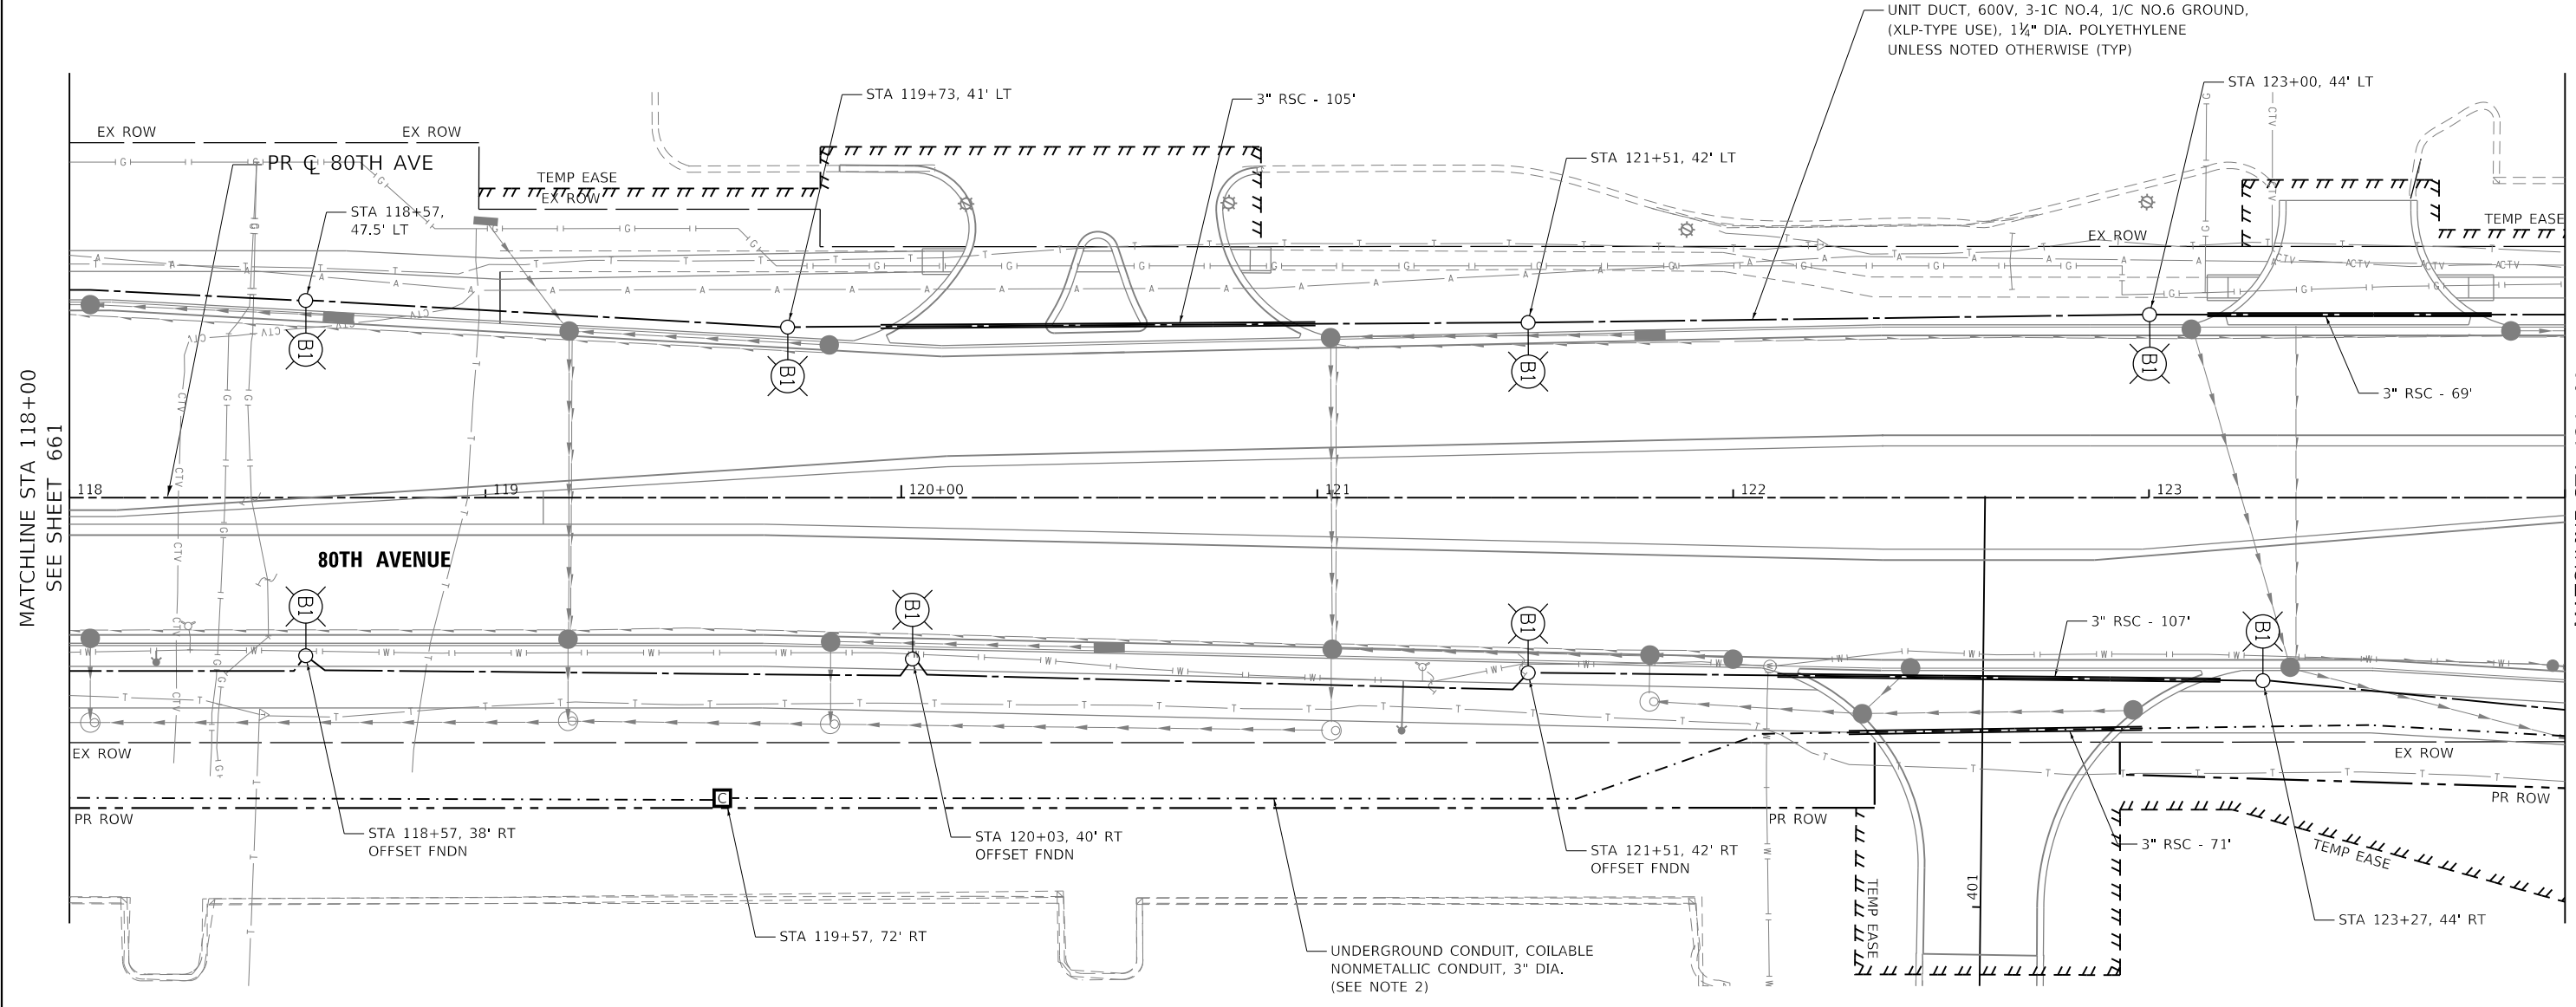 UNIT DUCT, 600V, 3-1C NO.4, 1/C NO.6 GROUND,
(XLP-TYPE USE), 1¼" DIA. POLYETHYLENE
UNLESS NOTED OTHERWISE (TYP)
STA 119+73, 41' LT
3" RSC - 105'
STA 123+00, 44' LT
EX ROW
EX ROW
PR ℄ 80TH AVE
TEMP EASE
EX ROW
STA 121+51, 42' LT
STA 118+57,
47.5' LT
TEMP EASE
EX ROW
B1
B1
B1
B1
3" RSC - 69'
MATCHLINE STA 118+00
SEE SHEET 661
118
119
120+00
121
122
123
80TH AVENUE
B1
B1
B1
B1
3" RSC - 107'
EX ROW
EX ROW
C
PR ROW
PR ROW
PR ROW
STA 118+57, 38' RT
OFFSET FNDN
STA 120+03, 40' RT
OFFSET FNDN
STA 121+51, 42' RT
OFFSET FNDN
3" RSC - 71'
TEMP EASE
TEMP EASE
401
STA 119+57, 72' RT
STA 123+27, 44' RT
UNDERGROUND CONDUIT, COILABLE
NONMETALLIC CONDUIT, 3" DIA.
(SEE NOTE 2)